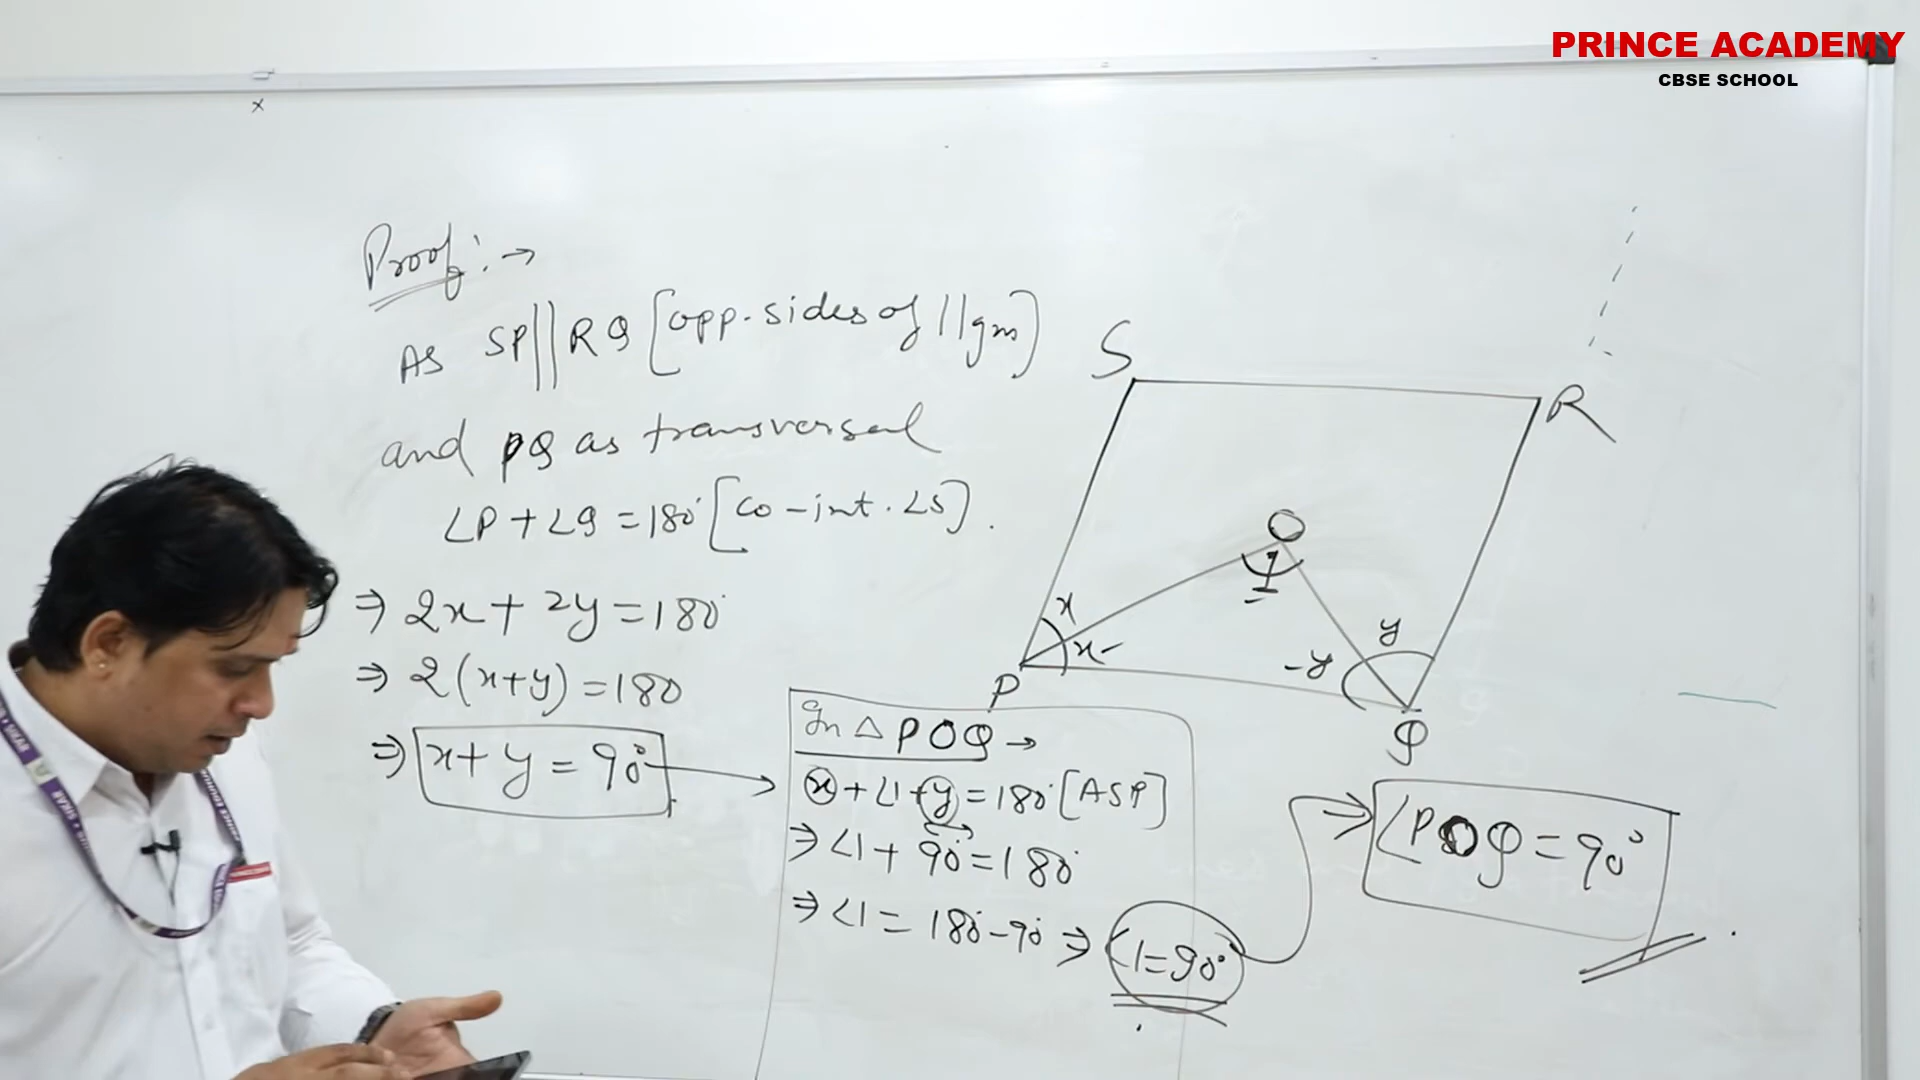 PRINCE ACADEMY
CBSE SCHOOL
x
Proof :→
As SP||RQ [opp. sides of ||gm]
and PQ as transversal
∠P + ∠Q = 180° [co-int. ∠s].
⇒ 2x + 2y = 180°
⇒ 2(x+y) = 180
⇒ x + y = 90°
S
R
O
1
x
x
y
y
P
Q
In △ POQ →
x + ∠1 + y = 180° [ASP]
⇒ ∠1 + 90° = 180°
⇒ ∠1 = 180° - 90° ⇒ ∠1 = 90°
⇒ ∠POQ = 90°